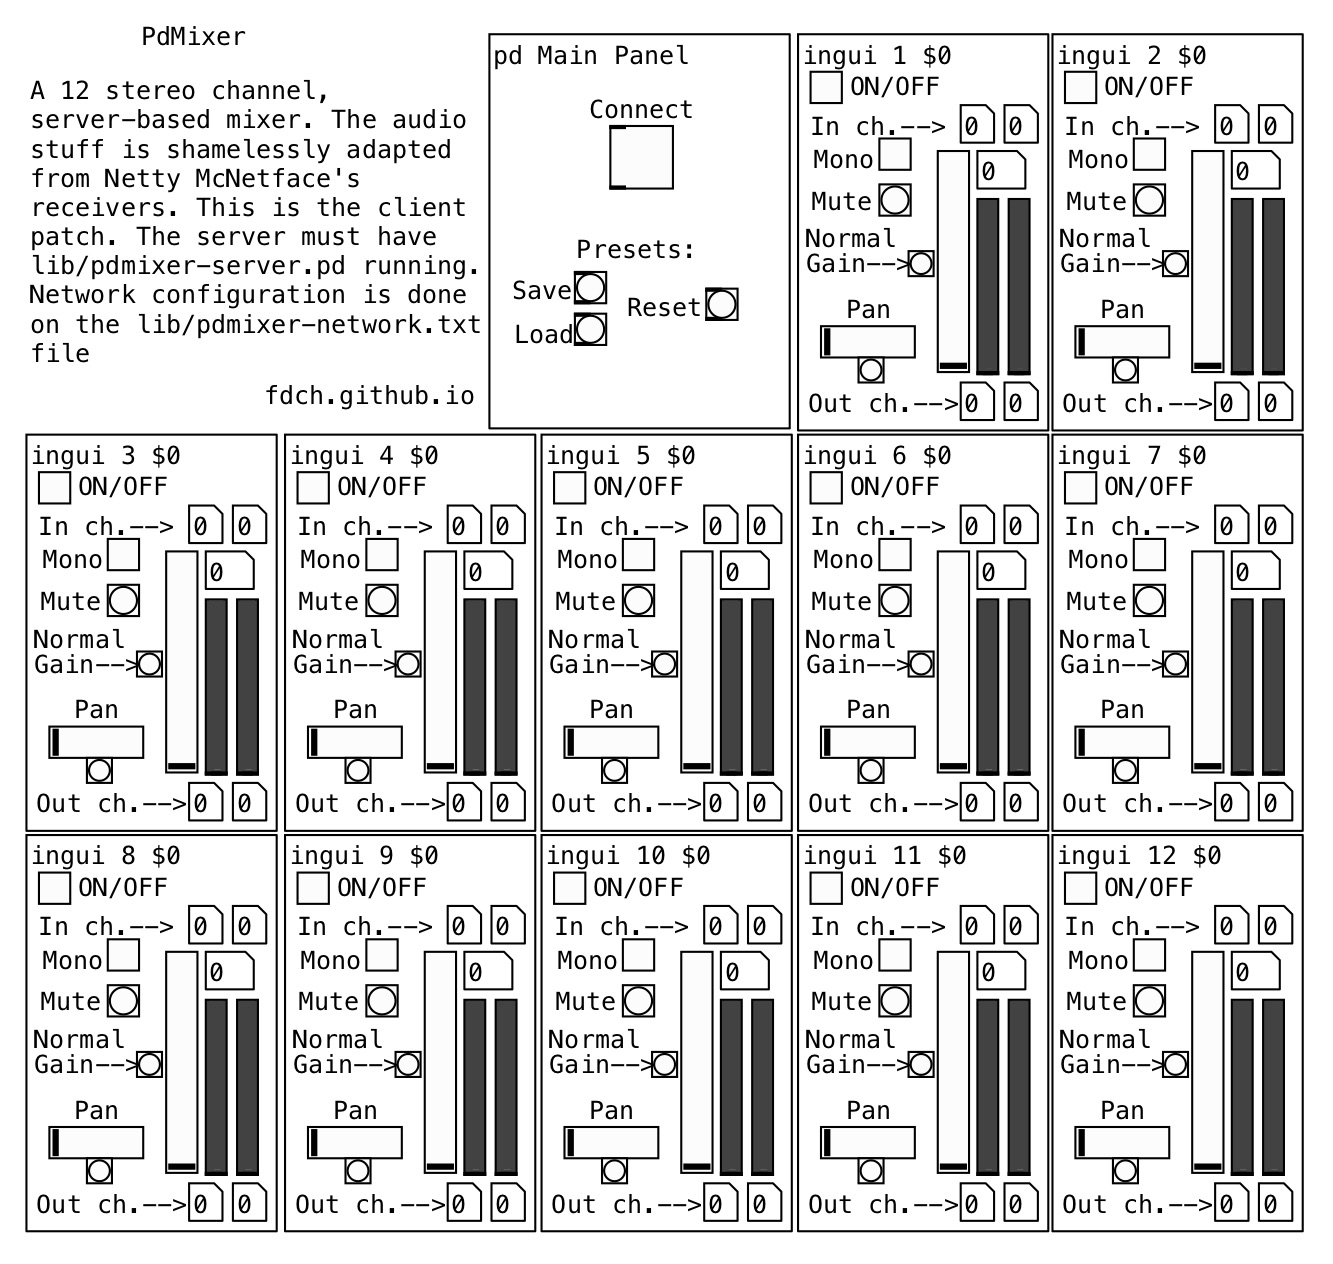 PdMixer
A 12 stereo channel,
server-based mixer. The audio
stuff is shamelessly adapted
from Netty McNetface's
receivers. This is the client
patch. The server must have
lib/pdmixer-server.pd running.
Network configuration is done
on the lib/pdmixer-network.txt
file
fdch.github.io
pd Main Panel
Connect
Presets:
Save
Reset
Load
ingui 1 $0
ON/OFF
In ch.--> 0 0
Mono
0
Mute
Normal
Gain-->
Pan
Out ch.-->0 0
ingui 2 $0
ON/OFF
In ch.--> 0 0
Mono
0
Mute
Normal
Gain-->
Pan
Out ch.-->0 0
ingui 3 $0
ON/OFF
In ch.--> 0 0
Mono
0
Mute
Normal
Gain-->
Pan
Out ch.-->0 0
ingui 4 $0
ON/OFF
In ch.--> 0 0
Mono
0
Mute
Normal
Gain-->
Pan
Out ch.-->0 0
ingui 5 $0
ON/OFF
In ch.--> 0 0
Mono
0
Mute
Normal
Gain-->
Pan
Out ch.-->0 0
ingui 6 $0
ON/OFF
In ch.--> 0 0
Mono
0
Mute
Normal
Gain-->
Pan
Out ch.-->0 0
ingui 7 $0
ON/OFF
In ch.--> 0 0
Mono
0
Mute
Normal
Gain-->
Pan
Out ch.-->0 0
ingui 8 $0
ON/OFF
In ch.--> 0 0
Mono
0
Mute
Normal
Gain-->
Pan
Out ch.-->0 0
ingui 9 $0
ON/OFF
In ch.--> 0 0
Mono
0
Mute
Normal
Gain-->
Pan
Out ch.-->0 0
ingui 10 $0
ON/OFF
In ch.--> 0 0
Mono
0
Mute
Normal
Gain-->
Pan
Out ch.-->0 0
ingui 11 $0
ON/OFF
In ch.--> 0 0
Mono
0
Mute
Normal
Gain-->
Pan
Out ch.-->0 0
ingui 12 $0
ON/OFF
In ch.--> 0 0
Mono
0
Mute
Normal
Gain-->
Pan
Out ch.-->0 0